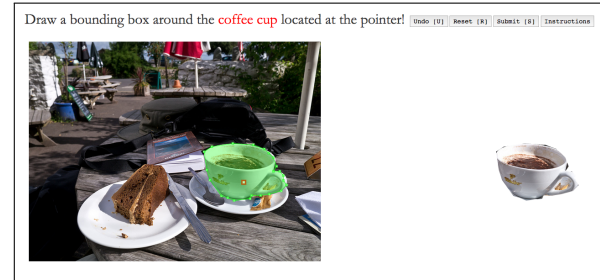 Draw a bounding box around the coffee cup located at the pointer! Undo [U] Reset [R] Submit [S] Instructions